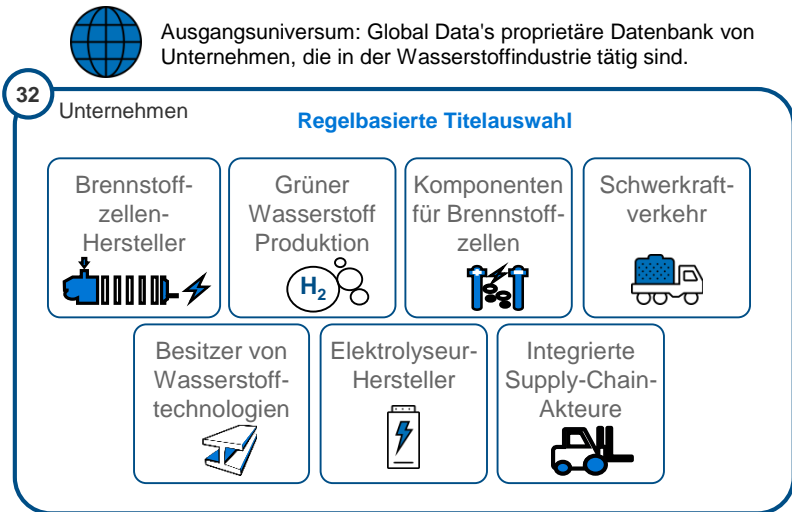 Ausgangsuniversum: Global Data's proprietäre Datenbank von
Unternehmen, die in der Wasserstoffindustrie tätig sind.
32
Unternehmen
Regelbasierte Titelauswahl
Brennstoff-
zellen-
Hersteller
Grüner
Wasserstoff
Produktion
H2
Komponenten
für Brennstoff-
zellen
Schwerkraft-
verkehr
Besitzer von
Wasserstoff-
technologien
Elektrolyseur-
Hersteller
Integrierte
Supply-Chain-
Akteure